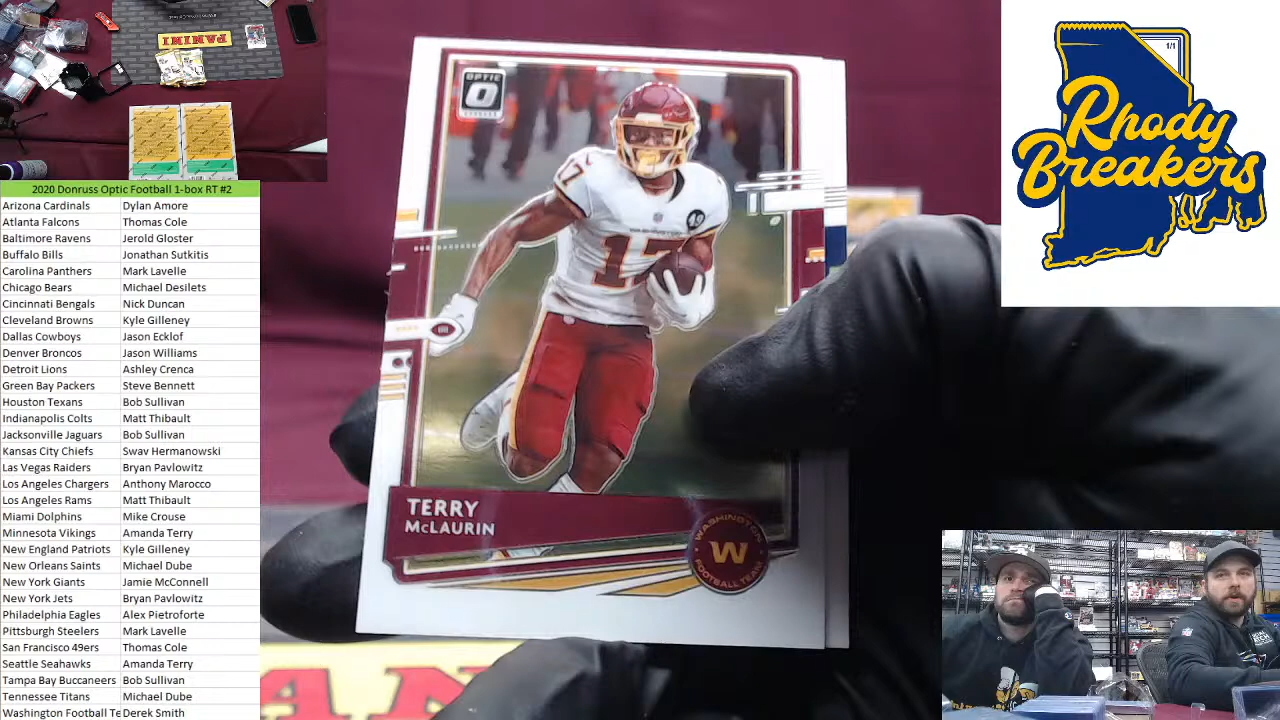 PANINI
2020 Donruss Optic Football 1-box RT #2
Arizona Cardinals Dylan Amore
Atlanta Falcons Thomas Cole
Baltimore Ravens Jerold Gloster
Buffalo Bills Jonathan Sutkitis
Carolina Panthers Mark Lavelle
Chicago Bears Michael Desilets
Cincinnati Bengals Nick Duncan
Cleveland Browns Kyle Gilleney
Dallas Cowboys Jason Ecklof
Denver Broncos Jason Williams
Detroit Lions Ashley Crenca
Green Bay Packers Steve Bennett
Houston Texans Bob Sullivan
Indianapolis Colts Matt Thibault
Jacksonville Jaguars Bob Sullivan
Kansas City Chiefs Swav Hermanowski
Las Vegas Raiders Bryan Pavlowitz
Los Angeles Chargers Anthony Marocco
Los Angeles Rams Matt Thibault
Miami Dolphins Mike Crouse
Minnesota Vikings Amanda Terry
New England Patriots Kyle Gilleney
New Orleans Saints Michael Dube
New York Giants Jamie McConnell
New York Jets Bryan Pavlowitz
Philadelphia Eagles Alex Pietroforte
Pittsburgh Steelers Mark Lavelle
San Francisco 49ers Thomas Cole
Seattle Seahawks Amanda Terry
Tampa Bay Buccaneers Bob Sullivan
Tennessee Titans Michael Dube
Washington Football Te Derek Smith
OPTIC
17
17
TERRY
McLAURIN
WASHINGTON
W
FOOTBALL TEAM
1/1
Rhody
Breakers